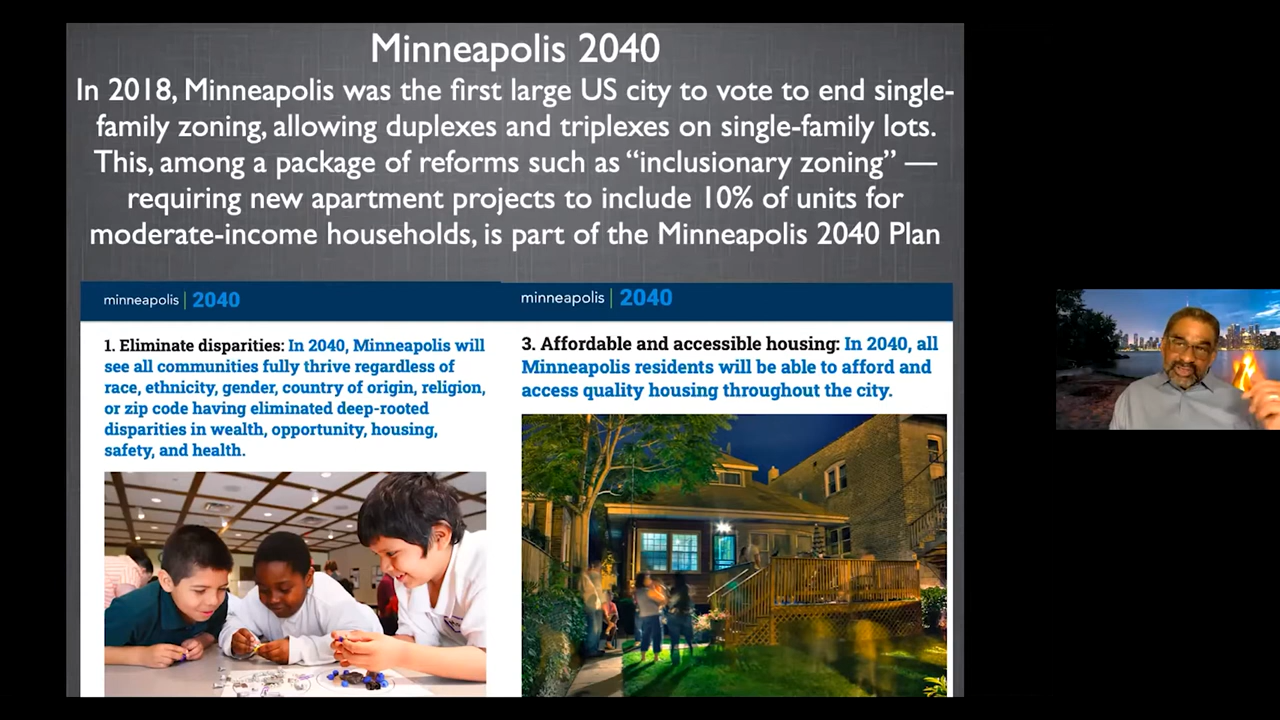 Minneapolis 2040
In 2018, Minneapolis was the first large US city to vote to end single-
family zoning, allowing duplexes and triplexes on single-family lots.
This, among a package of reforms such as “inclusionary zoning” —
requiring new apartment projects to include 10% of units for
moderate-income households, is part of the Minneapolis 2040 Plan
minneapolis | 2040
1. Eliminate disparities: In 2040, Minneapolis will
see all communities fully thrive regardless of
race, ethnicity, gender, country of origin, religion,
or zip code having eliminated deep-rooted
disparities in wealth, opportunity, housing,
safety, and health.
minneapolis | 2040
3. Affordable and accessible housing: In 2040, all
Minneapolis residents will be able to afford and
access quality housing throughout the city.